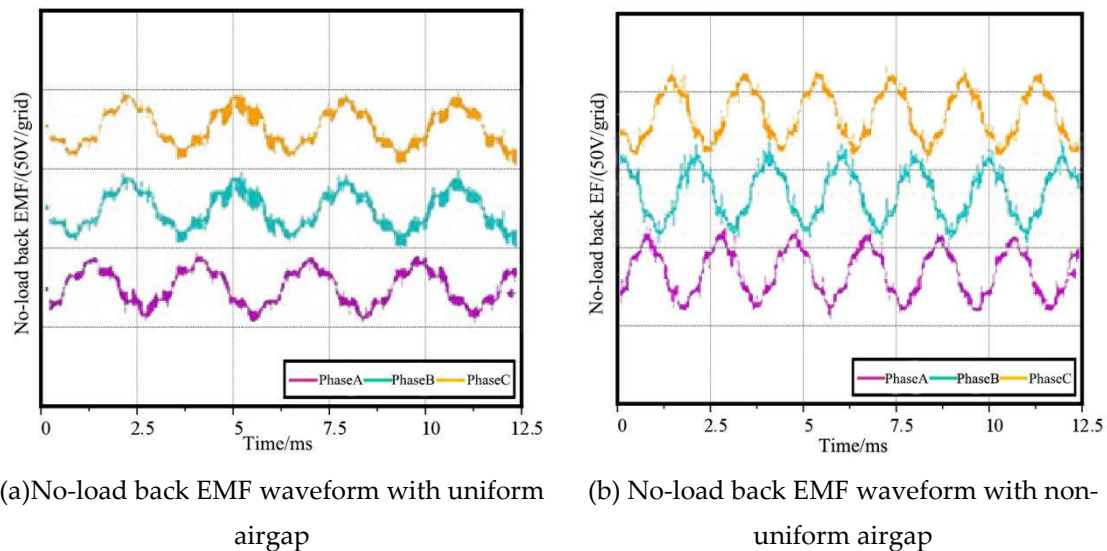 No-load back EMF/(50V/grid)
PhaseA PhaseB PhaseC
0 2.5 5 7.5 10 12.5
Time/ms
(a)No-load back EMF waveform with uniform
airgap
No-load back EF/(50V/grid)
PhaseA PhaseB PhaseC
0 2.5 5 7.5 10 12.5
Time/ms
(b) No-load back EMF waveform with non-
uniform airgap